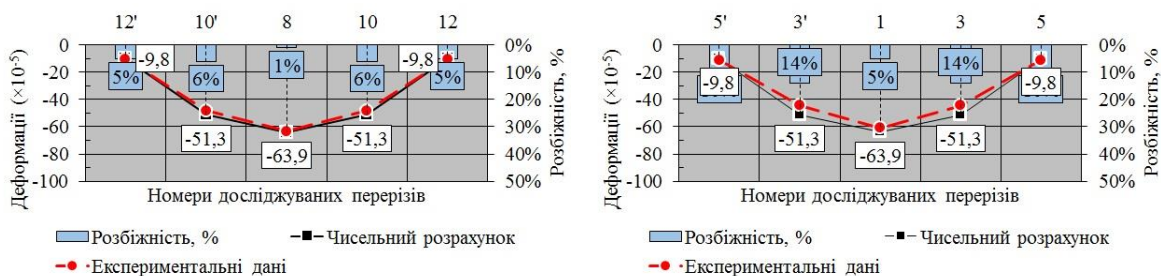 12' 10' 8 10 12
0 0%
-20 10%
-40 20%
-60 30%
-80 40%
-100 50%
-9,8 -9,8
5% 6% 1% 6% 5%
-51,3 -51,3
-63,9
Деформації (×10⁻⁵)
Розбіжність, %
Номери досліджуваних перерізів
Розбіжність, %
Чисельний розрахунок
Експериментальні дані
5' 3' 1 3 5
0 0%
-20 10%
-40 20%
-60 30%
-80 40%
-100 50%
14% 5% 14%
-9,8 -9,8
-51,3 -51,3
-63,9
Деформації (×10⁻⁵)
Розбіжність, %
Номери досліджуваних перерізів
Розбіжність, %
Чисельний розрахунок
Експериментальні дані